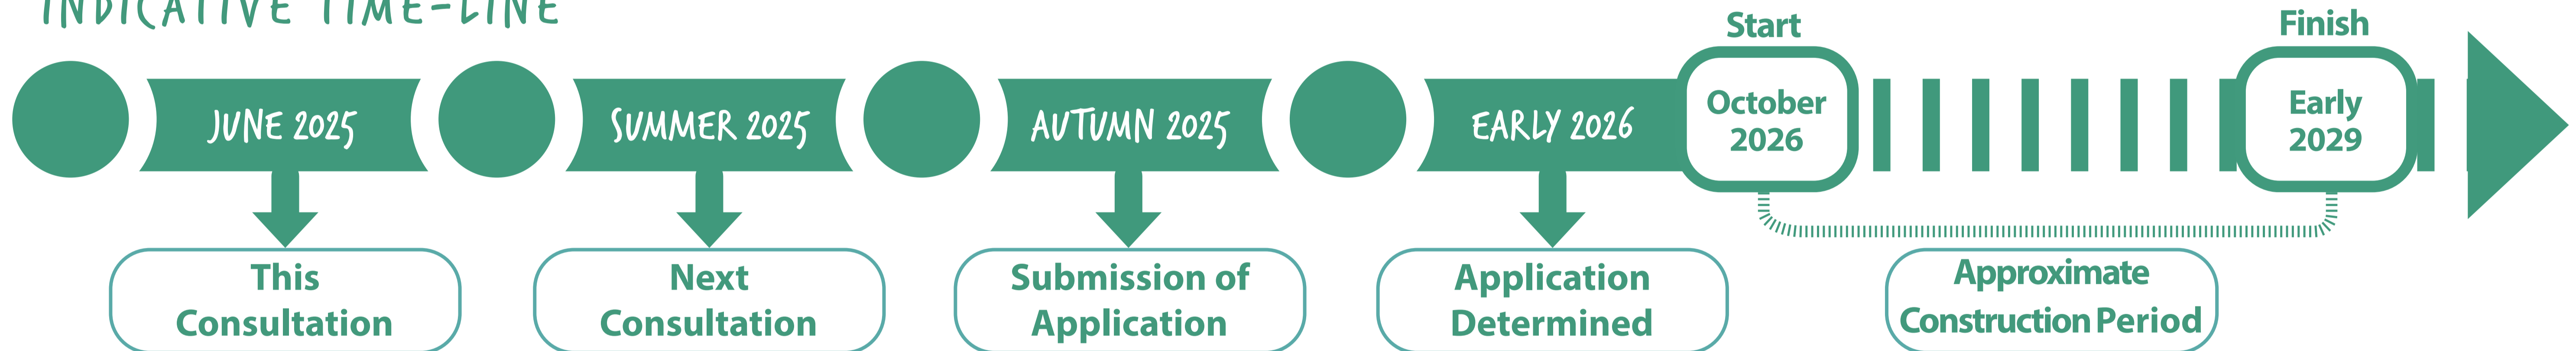 INDICATIVE TIME-LINE
Start
Finish
JUNE 2025
SUMMER 2025
AUTUMN 2025
EARLY 2026
October
2026
Early
2029
This
Consultation
Next
Consultation
Submission of
Application
Application
Determined
Approximate
Construction Period